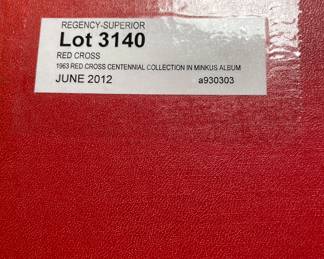 REGENCY-SUPERIOR
Lot 3140
RED CROSS
1963 RED CROSS CENTENNIAL COLLECTION IN MINKUS ALBUM
JUNE 2012 a930303